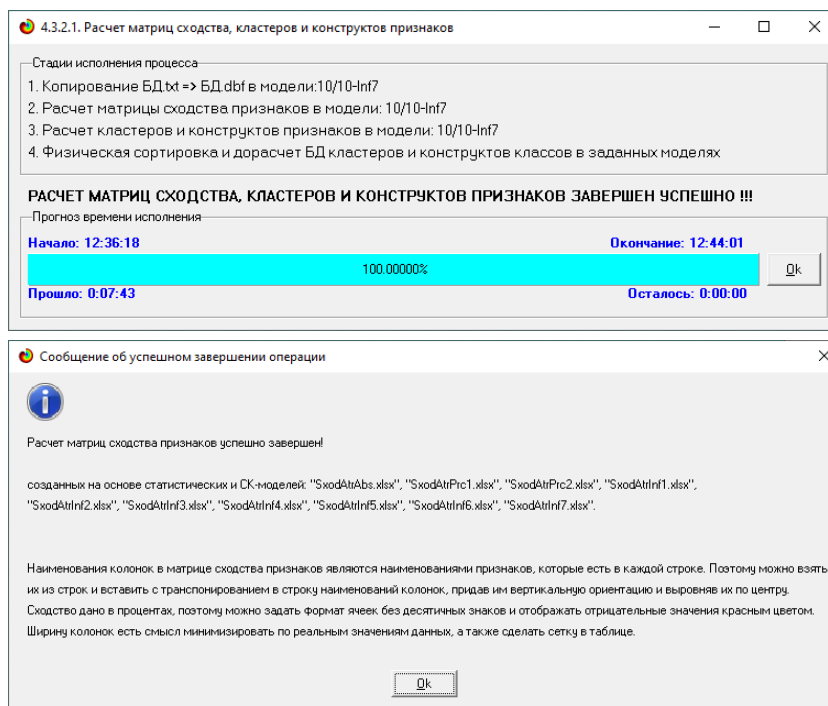 4.3.2.1. Расчет матриц сходства, кластеров и конструктов признаков
Стадии исполнения процесса
1. Копирование БД.txt => БД.dbf в модели:10/10-Inf7
2. Расчет матрицы сходства признаков в модели: 10/10-Inf7
3. Расчет кластеров и конструктов признаков в модели: 10/10-Inf7
4. Физическая сортировка и дорасчет БД кластеров и конструктов классов в заданных моделях
РАСЧЕТ МАТРИЦ СХОДСТВА, КЛАСТЕРОВ И КОНСТРУКТОВ ПРИЗНАКОВ ЗАВЕРШЕН УСПЕШНО !!!
Прогноз времени исполнения
Начало: 12:36:18 Окончание: 12:44:01
100.00000% Ok
Прошло: 0:07:43 Осталось: 0:00:00
Сообщение об успешном завершении операции
Расчет матриц сходства признаков успешно завершен!
созданных на основе статистических и СК-моделей: "SxodAtrAbs.xlsx", "SxodAtrPrc1.xlsx", "SxodAtrPrc2.xlsx", "SxodAtrInf1.xlsx",
"SxodAtrInf2.xlsx", "SxodAtrInf3.xlsx", "SxodAtrInf4.xlsx", "SxodAtrInf5.xlsx", "SxodAtrInf6.xlsx", "SxodAtrInf7.xlsx".
Наименования колонок в матрице сходства признаков являются наименованиями признаков, которые есть в каждой строке. Поэтому можно взять
их из строк и вставить с транспонированием в строку наименований колонок, придав им вертикальную ориентацию и выровняв их по центру.
Сходство дано в процентах, поэтому можно задать формат ячеек без десятичных знаков и отображать отрицательные значения красным цветом.
Ширину колонок есть смысл минимизировать по реальным значениям данных, а также сделать сетку в таблице.
Ok